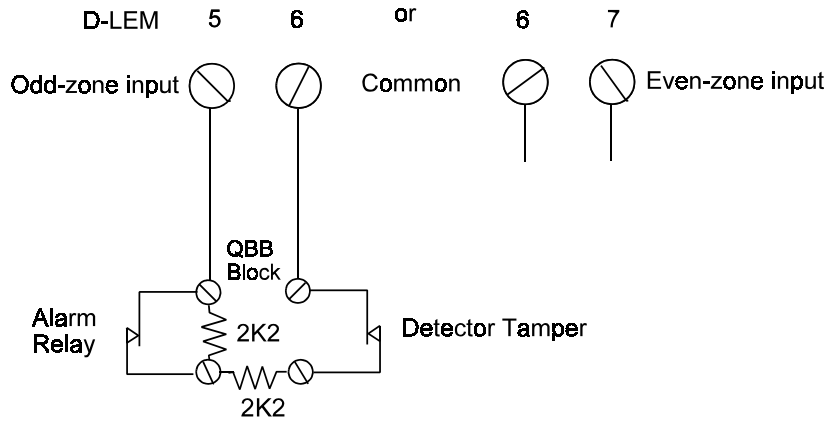 D-LEM 5 6 or 6 7
Odd-zone input Common Even-zone input
QBB
Block
Alarm
Relay
2K2
Detector Tamper
2K2